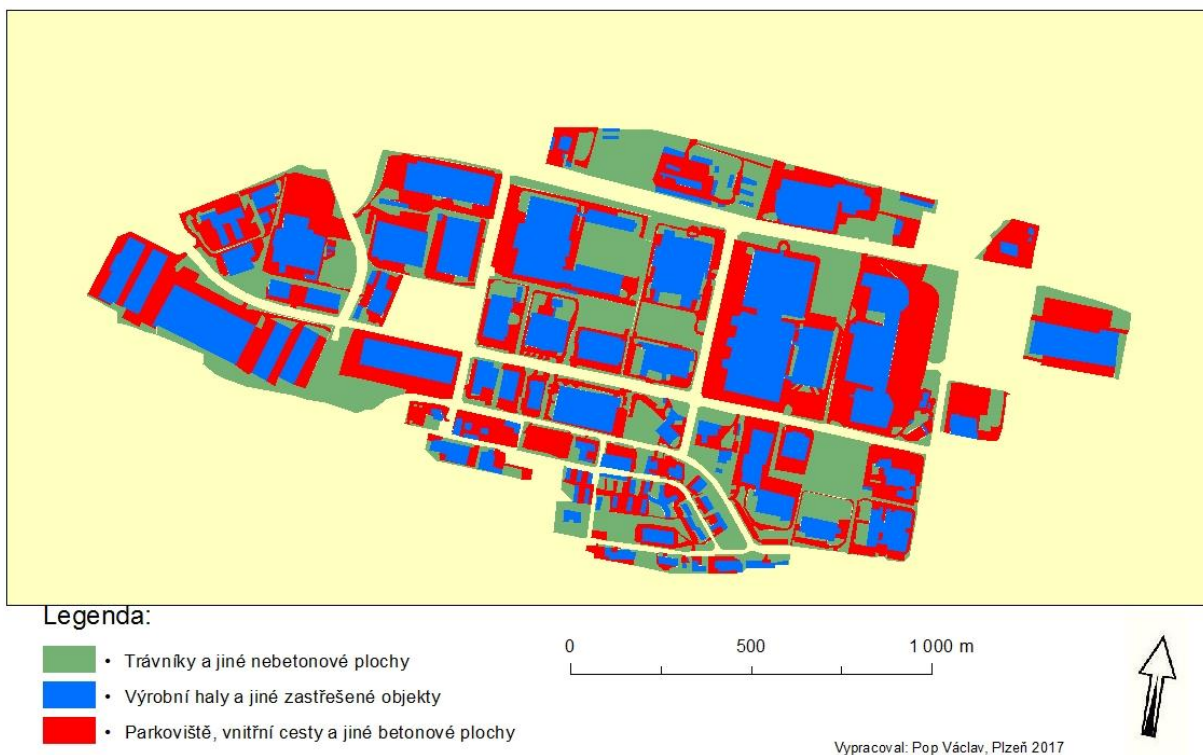 Legenda:
• Trávníky a jiné nebetonové plochy
• Výrobní haly a jiné zastřešené objekty
• Parkoviště, vnitřní cesty a jiné betonové plochy
0 500 1 000 m
Vypracoval: Pop Václav, Plzeň 2017